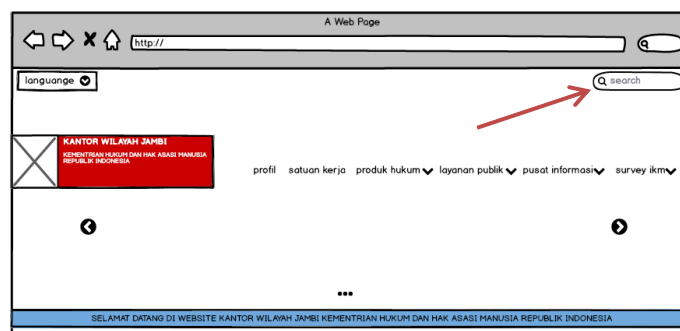 A Web Page
http://
languange
search
KANTOR WILAYAH JAMBI
KEMENTRIAN HUKUM DAN HAK ASASI MANUSIA
REPUBLIK INDONESIA
profil satuan kerja produk hukum layanan publik pusat informasi survey ikm
SELAMAT DATANG DI WEBSITE KANTOR WILAYAH JAMBI KEMENTRIAN HUKUM DAN HAK ASASI MANUSIA REPUBLIK INDONESIA